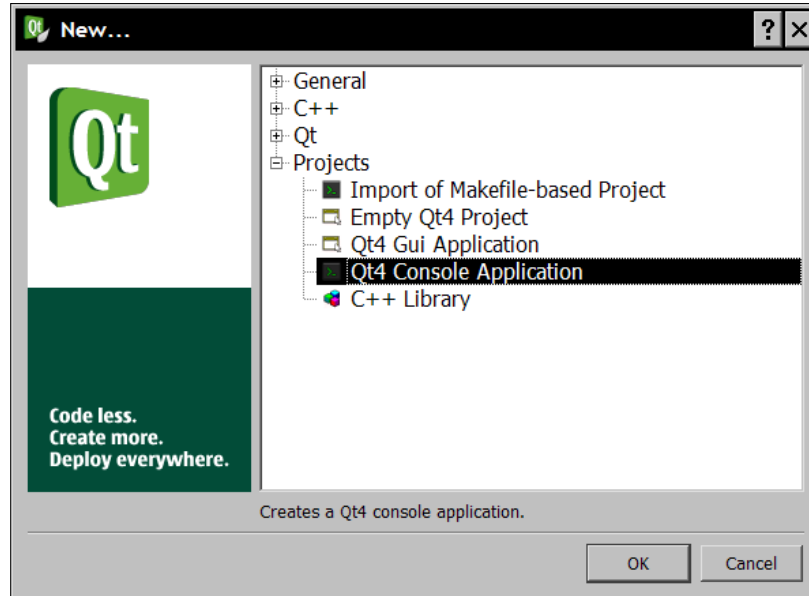 Qt New...
? ×
General
C++
Qt
Projects
Import of Makefile-based Project
Empty Qt4 Project
Qt4 Gui Application
Qt4 Console Application
C++ Library
Qt
Code less.
Create more.
Deploy everywhere.
Creates a Qt4 console application.
OK Cancel